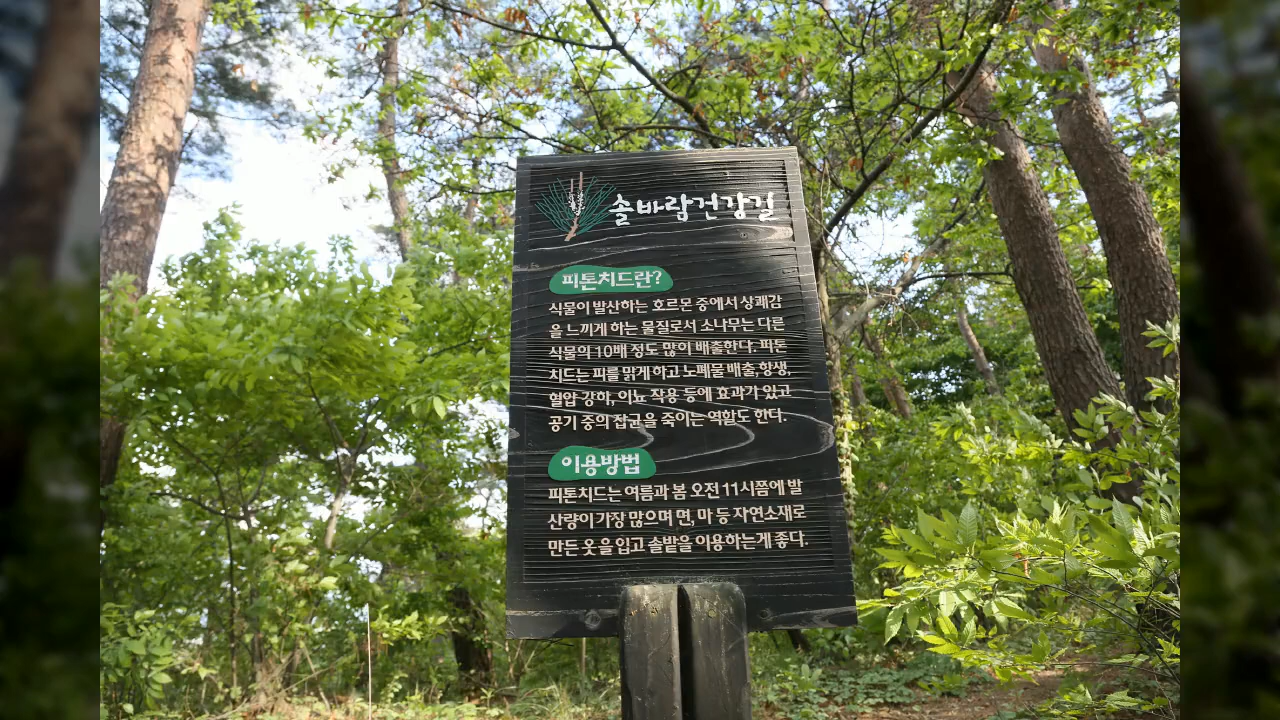 솔바람건강길
피톤치드란?
식물이 발산하는 호르몬 중에서 상쾌감
을 느끼게 하는 물질로서 소나무는 다른
식물의 10배 정도 많이 배출한다. 피톤
치드는 피를 맑게하고 노폐물 배출,항생,
혈압 강하, 이뇨 작용 등에 효과가 있고
공기 중의 잡균을 죽이는 역할도 한다.
이용방법
피톤치드는 여름과 봄 오전 11시쯤에 발
산량이 가장 많으며 면, 마 등 자연소재로
만든 옷을 입고 솔밭을 이용하는게 좋다.